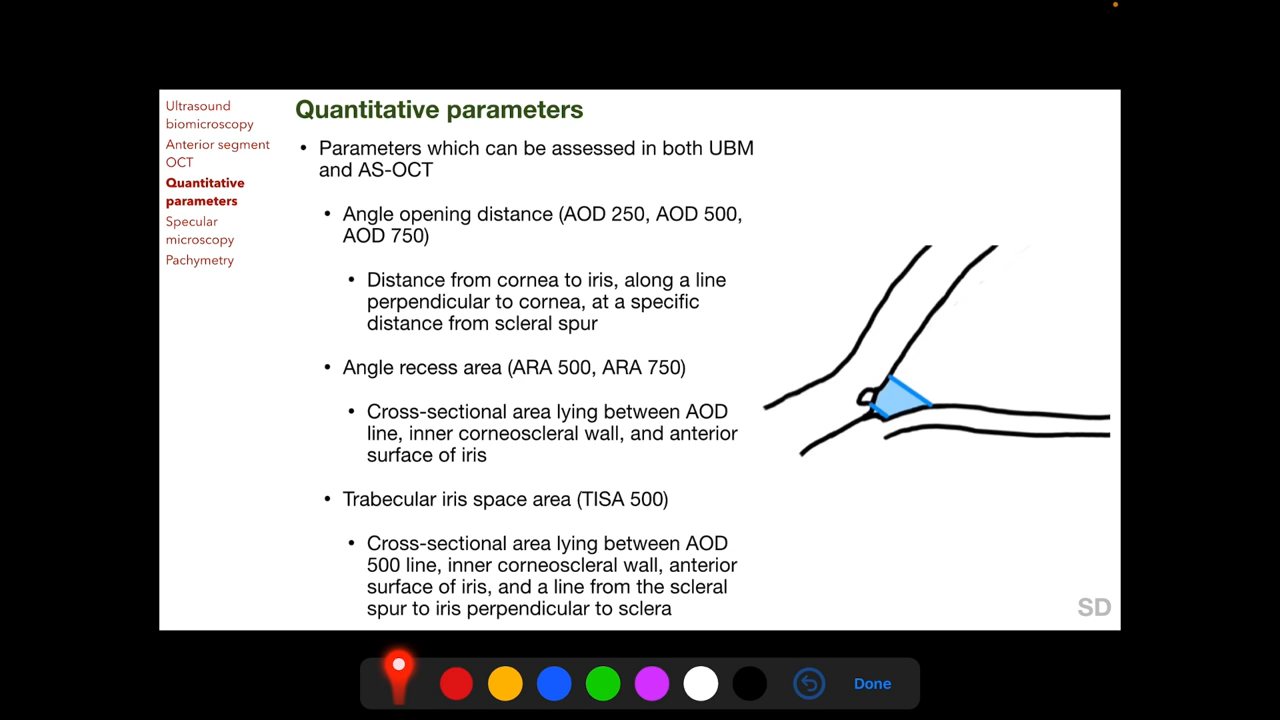 Ultrasound
biomicroscopy
Anterior segment
OCT
Quantitative
parameters
Specular
microscopy
Pachymetry
Quantitative parameters
• Parameters which can be assessed in both UBM
and AS-OCT
• Angle opening distance (AOD 250, AOD 500,
AOD 750)
• Distance from cornea to iris, along a line
perpendicular to cornea, at a specific
distance from scleral spur
• Angle recess area (ARA 500, ARA 750)
• Cross-sectional area lying between AOD
line, inner corneoscleral wall, and anterior
surface of iris
• Trabecular iris space area (TISA 500)
• Cross-sectional area lying between AOD
500 line, inner corneoscleral wall, anterior
surface of iris, and a line from the scleral
spur to iris perpendicular to sclera
SD
Done